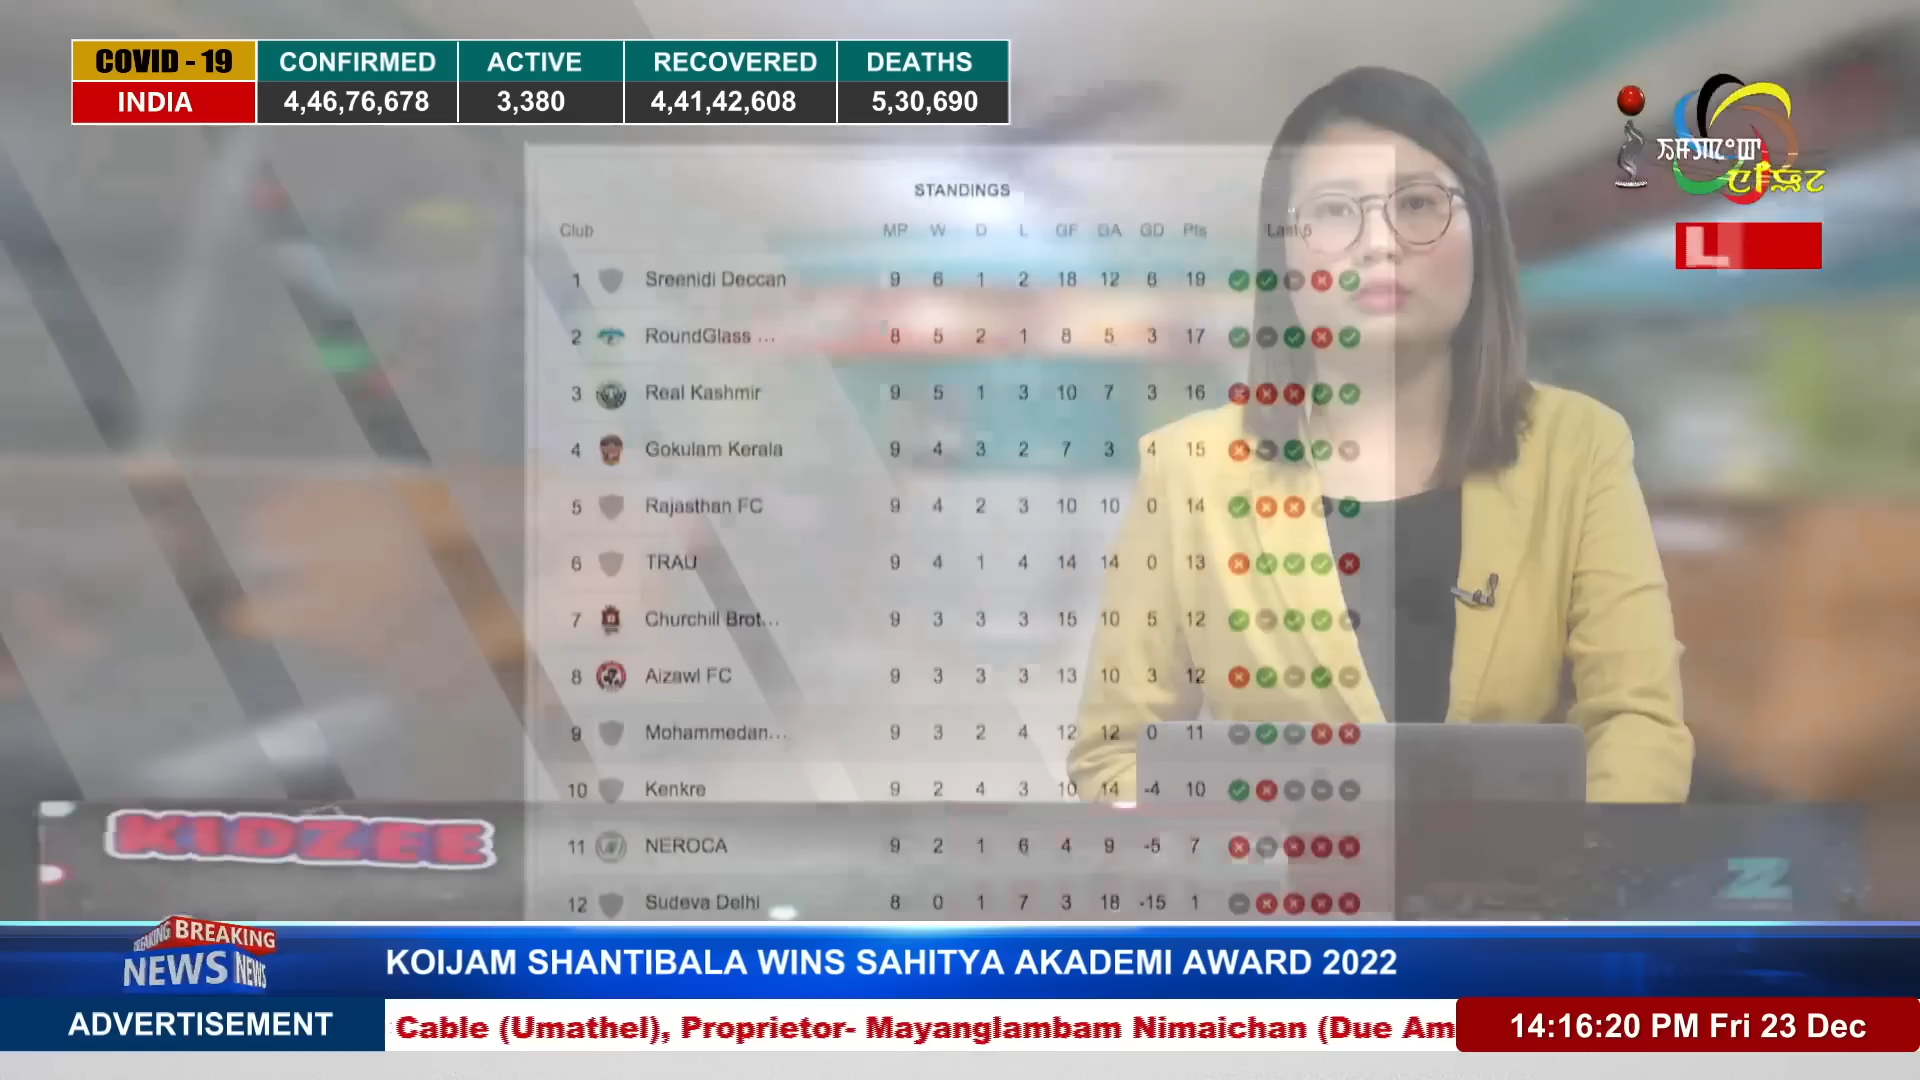 COVID - 19 CONFIRMED ACTIVE RECOVERED DEATHS
INDIA 4,46,76,678 3,380 4,41,42,608 5,30,690
L
STANDINGS
Club MP W D L GF GA GD Pts Last 5
1 Sreenidi Deccan 9 6 1 2 18 12 6 19
2 RoundGlass ... 8 5 2 1 8 5 3 17
3 Real Kashmir 9 5 1 3 10 7 3 16
4 Gokulam Kerala 9 4 3 2 7 3 4 15
5 Rajasthan FC 9 4 2 3 10 10 0 14
6 TRAU 9 4 1 4 14 14 0 13
7 Churchill Brot... 9 3 3 3 15 10 5 12
8 Aizawl FC 9 3 3 3 13 10 3 12
9 Mohammedan... 9 3 2 4 12 12 0 11
10 Kenkre 9 2 4 3 10 14 -4 10
11 NEROCA 9 2 1 6 4 9 -5 7
12 Sudeva Delhi 8 0 1 7 3 18 -15 1
KIDZEE
Z
BREAKING
NEWS NEWS
KOIJAM SHANTIBALA WINS SAHITYA AKADEMI AWARD 2022
ADVERTISEMENT
Cable (Umathel), Proprietor- Mayanglambam Nimaichan (Due Am
14:16:20 PM Fri 23 Dec